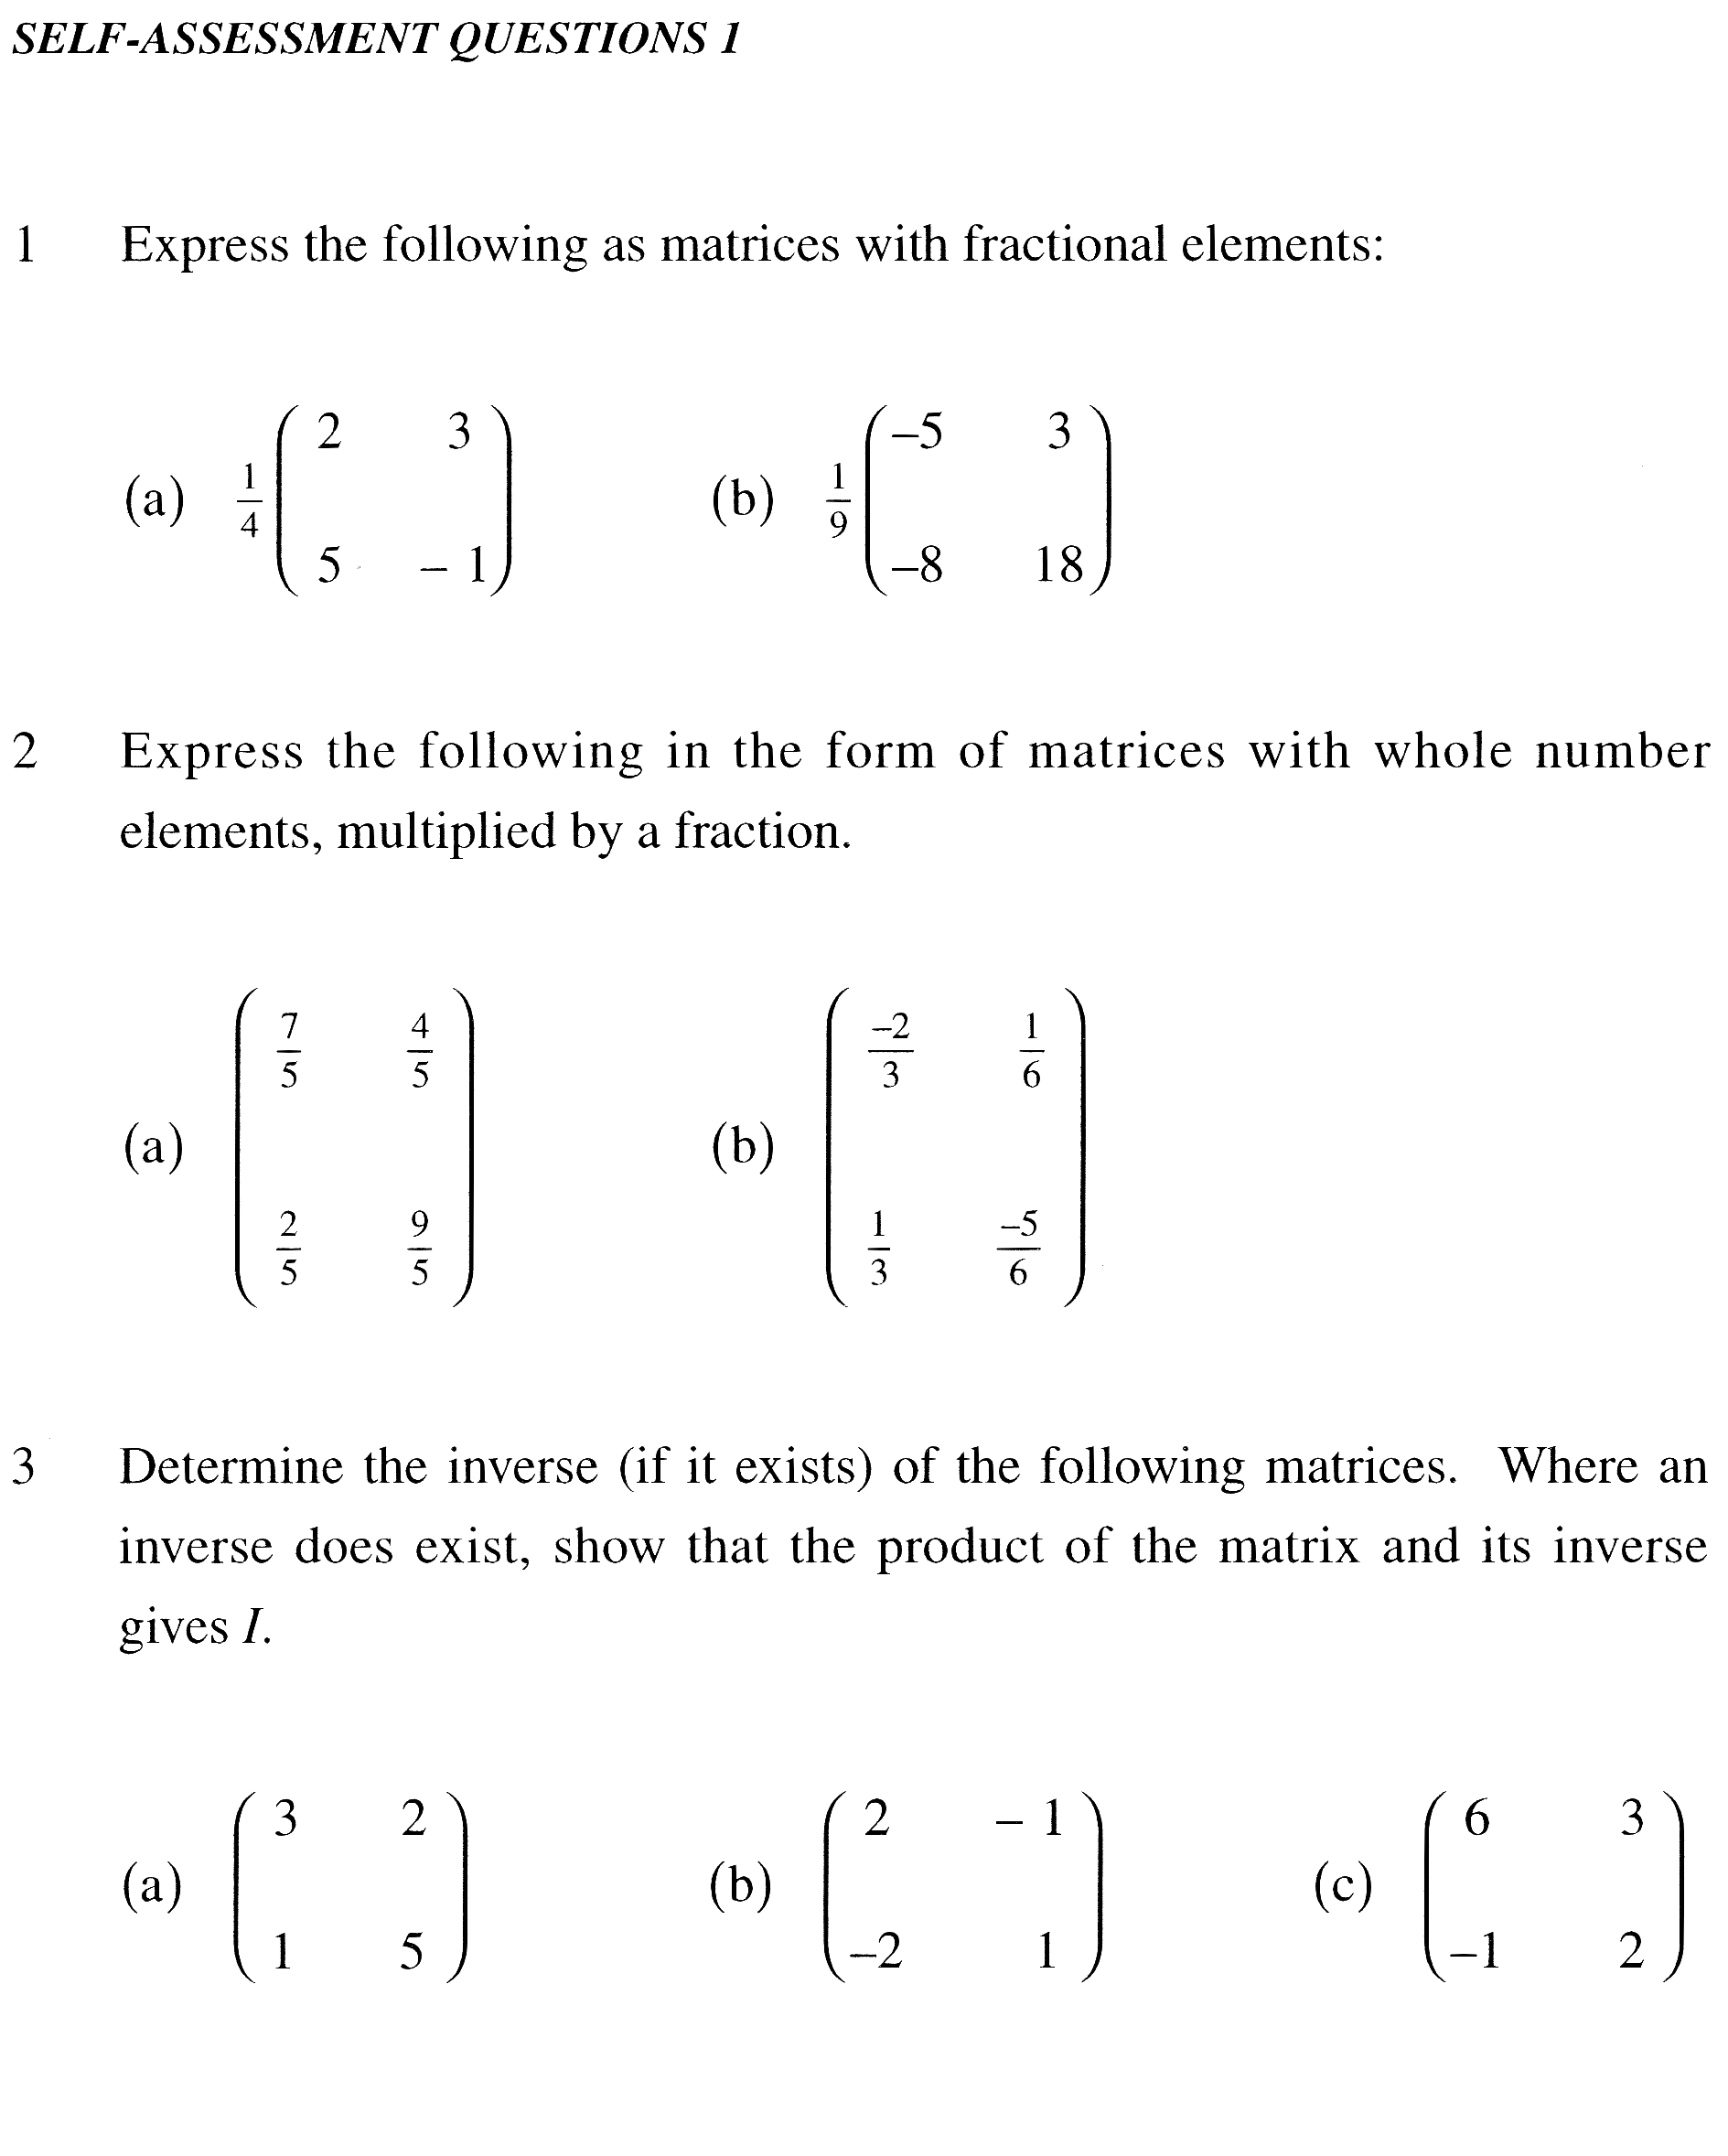 SELF-ASSESSMENT QUESTIONS 1
1 Express the following as matrices with fractional elements:
(a) 1/4 ( 2 3 ; 5 – 1 ) (b) 1/9 ( –5 3 ; –8 18 )
2 Express the following in the form of matrices with whole number
elements, multiplied by a fraction.
(a) ( 7/5 4/5 ; 2/5 9/5 ) (b) ( –2/3 1/6 ; 1/3 –5/6 )
3 Determine the inverse (if it exists) of the following matrices. Where an
inverse does exist, show that the product of the matrix and its inverse
gives I.
(a) ( 3 2 ; 1 5 ) (b) ( 2 – 1 ; –2 1 ) (c) ( 6 3 ; –1 2 )